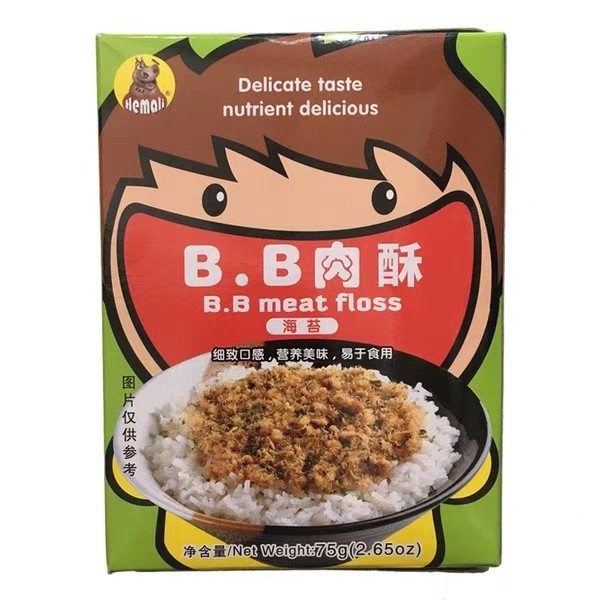 Hemali®
Delicate taste
nutrient delicious
B.B肉酥
B.B meat floss
海苔
细致口感，营养美味，易于食用
图片仅供参考
净含量/Net Weight:75g(2.65oz)